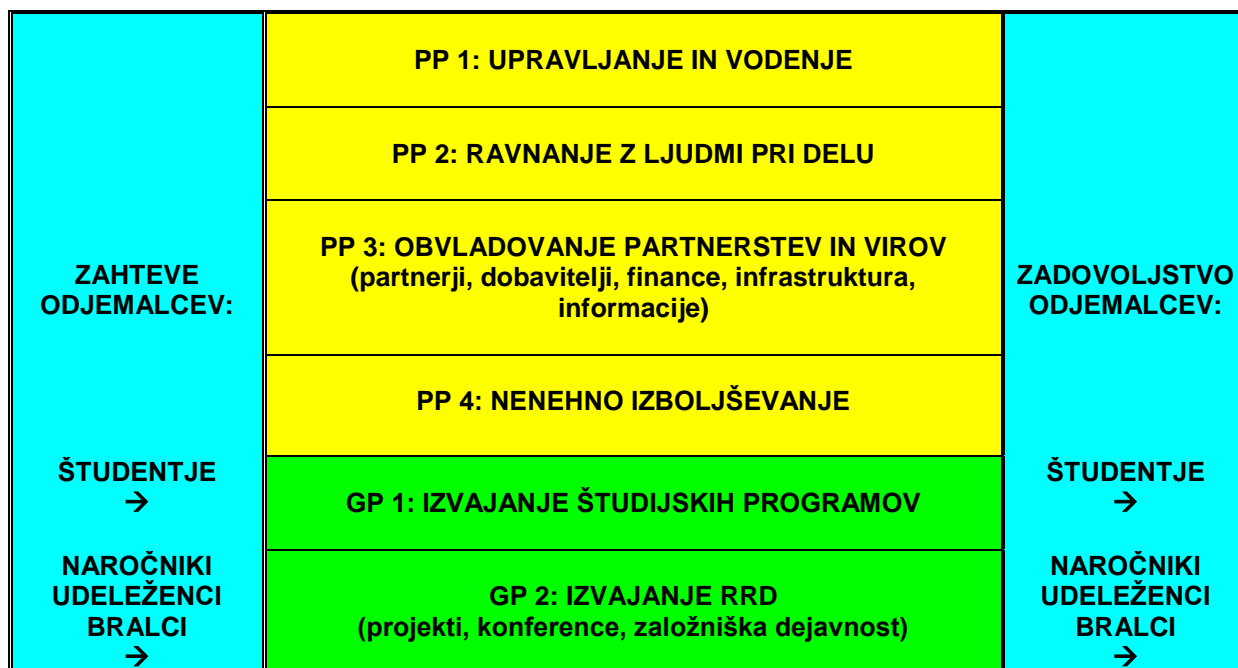 ZAHTEVE
ODJEMALCEV:
ŠTUDENTJE
→
NAROČNIKI
UDELEŽENCI
BRALCI
→
PP 1: UPRAVLJANJE IN VODENJE
PP 2: RAVNANJE Z LJUDMI PRI DELU
PP 3: OBVLADOVANJE PARTNERSTEV IN VIROV
(partnerji, dobavitelji, finance, infrastruktura,
informacije)
PP 4: NENEHNO IZBOLJŠEVANJE
GP 1: IZVAJANJE ŠTUDIJSKIH PROGRAMOV
GP 2: IZVAJANJE RRD
(projekti, konference, založniška dejavnost)
ZADOVOLJSTVO
ODJEMALCEV:
ŠTUDENTJE
→
NAROČNIKI
UDELEŽENCI
BRALCI
→